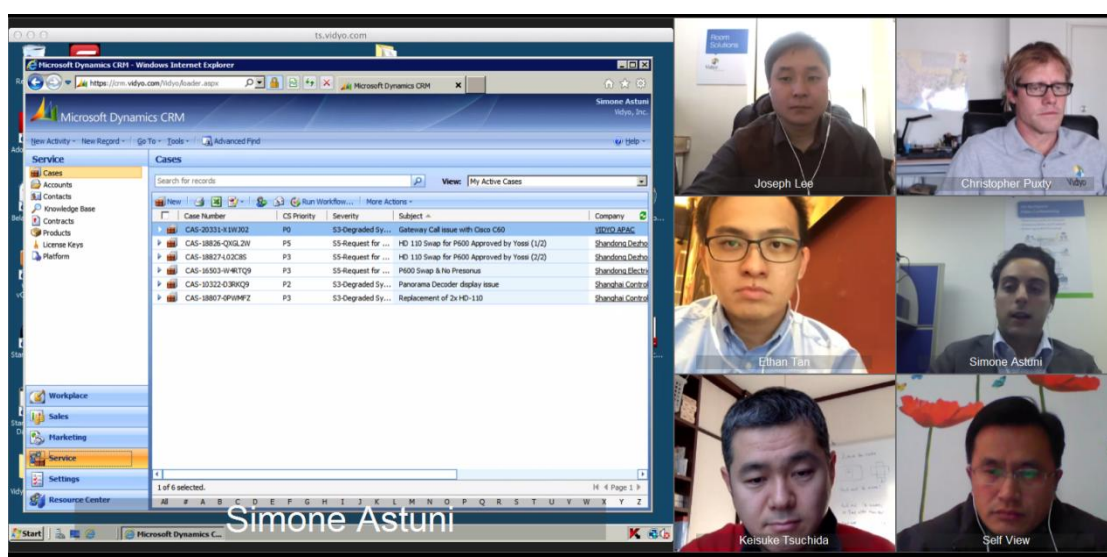 ts.vidyo.com
Microsoft Dynamics CRM - Windows Internet Explorer
https://crm.vidyo.com/Vidyo/loader.aspx
Microsoft Dynamics CRM
Microsoft Dynamics CRM
Simone Astuni
Vidyo, Inc.
New Activity New Record Go To Tools Advanced Find Help
Service
Cases
Accounts
Contacts
Knowledge Base
Contracts
Products
License Keys
Platform
Workplace
Sales
Marketing
Service
Settings
Resource Center
Cases
Search for records View: My Active Cases
New Run Workflow... More Actions
Case Number CS Priority Severity Subject Company
CAS-20331-X1WJ02 P0 S3-Degraded Sy... Gateway Call issue with Cisco C60 VIDYO APAC
CAS-18826-QXGL2W P5 S5-Request for ... HD 110 Swap for P600 Approved by Yossi (1/2) Shandong Dezho
CAS-18827-L02C8S P3 S5-Request for ... HD 110 Swap for P600 Approved by Yossi (2/2) Shandong Dezho
CAS-16503-W4RTQ9 P3 S5-Request for ... P600 Swap & No Presonus Shandong Electri
CAS-10322-D3RKQ9 P2 S3-Degraded Sy... Panorama Decoder display issue Shanghai Control
CAS-18807-0PWMFZ P3 S3-Degraded Sy... Replacement of 2x HD-110 Shanghai Control
1 of 6 selected. Page 1
All # A B C D E F G H I J K L M N O P Q R S T U V W X Y Z
Simone Astuni
Start Microsoft Dynamics C...
Room
Solutions
Joseph Lee
Vidyo
Christopher Puxty
Ethan Tan
Simone Astuni
Keisuke Tsuchida
Self View